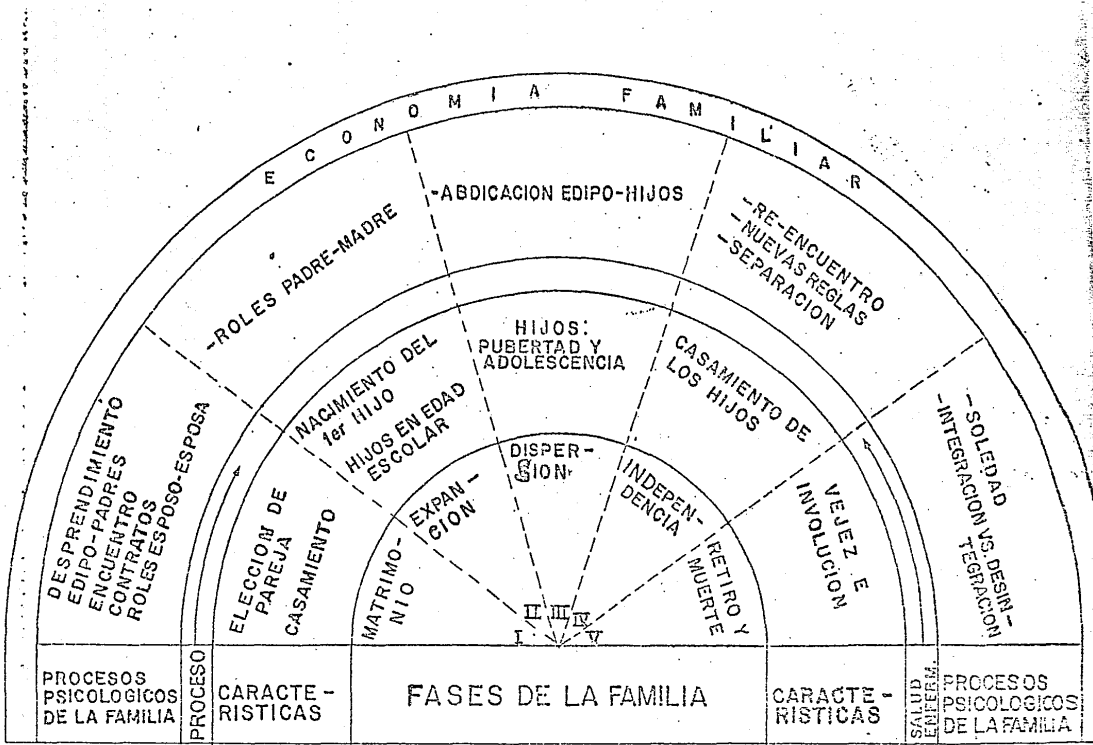 ECONOMIA FAMILIAR
-ROLES PADRE-MADRE
-ABDICACION EDIPO-HIJOS
-RE-ENCUENTRO
-NUEVAS REGLAS
-SEPARACION
DESPRENDIMIENTO
EDIPO-PADRES
ENCUENTRO
CONTRATOS
ROLES ESPOSO-ESPOSA
NACIMIENTO DEL
1er HIJO
HIJOS EN EDAD
ESCOLAR
HIJOS:
PUBERTAD Y
ADOLESCENCIA
CASAMIENTO DE
LOS HIJOS
-SOLEDAD
-INTEGRACION VS. DESIN-
TEGRACION
ELECCION DE
PAREJA
CASAMIENTO
MATRIMO-
NIO
EXPAN-
CION
DISPER-
SION
INDEPEN-
DENCIA
RETIRO Y
MUERTE
VEJEZ E
INVOLUCION
I
II
III
IV
V
PROCESOS
PSICOLOGICOS
DE LA FAMILIA
PROCESO
CARACTE-
RISTICAS
FASES DE LA FAMILIA
CARACTE-
RISTICAS
SALUD
ENFERM.
PROCESOS
PSICOLOGICOS
DE LA FAMILIA